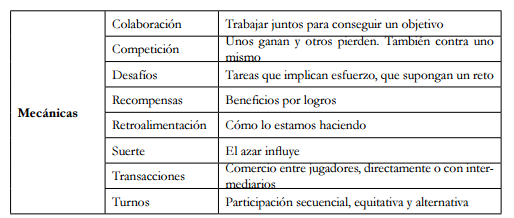 Colaboración Trabajar juntos para conseguir un objetivo
Competición Unos ganan y otros pierden. También contra uno
mismo
Desafíos Tareas que implican esfuerzo, que supongan un reto
Recompensas Beneficios por logros
Mecánicas Retroalimentación Cómo lo estamos haciendo
Suerte El azar influye
Transacciones Comercio entre jugadores, directamente o con inter-
mediarios
Turnos Participación secuencial, equitativa y alternativa